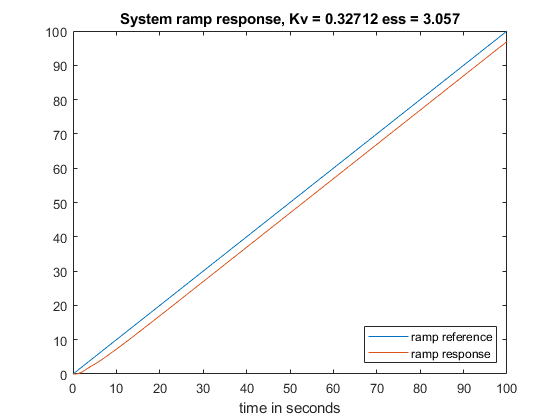 System ramp response, Kv = 0.32712 ess = 3.057
100
90
80
70
60
50
40
30
20
10
0
ramp reference
ramp response
0 10 20 30 40 50 60 70 80 90 100
time in seconds